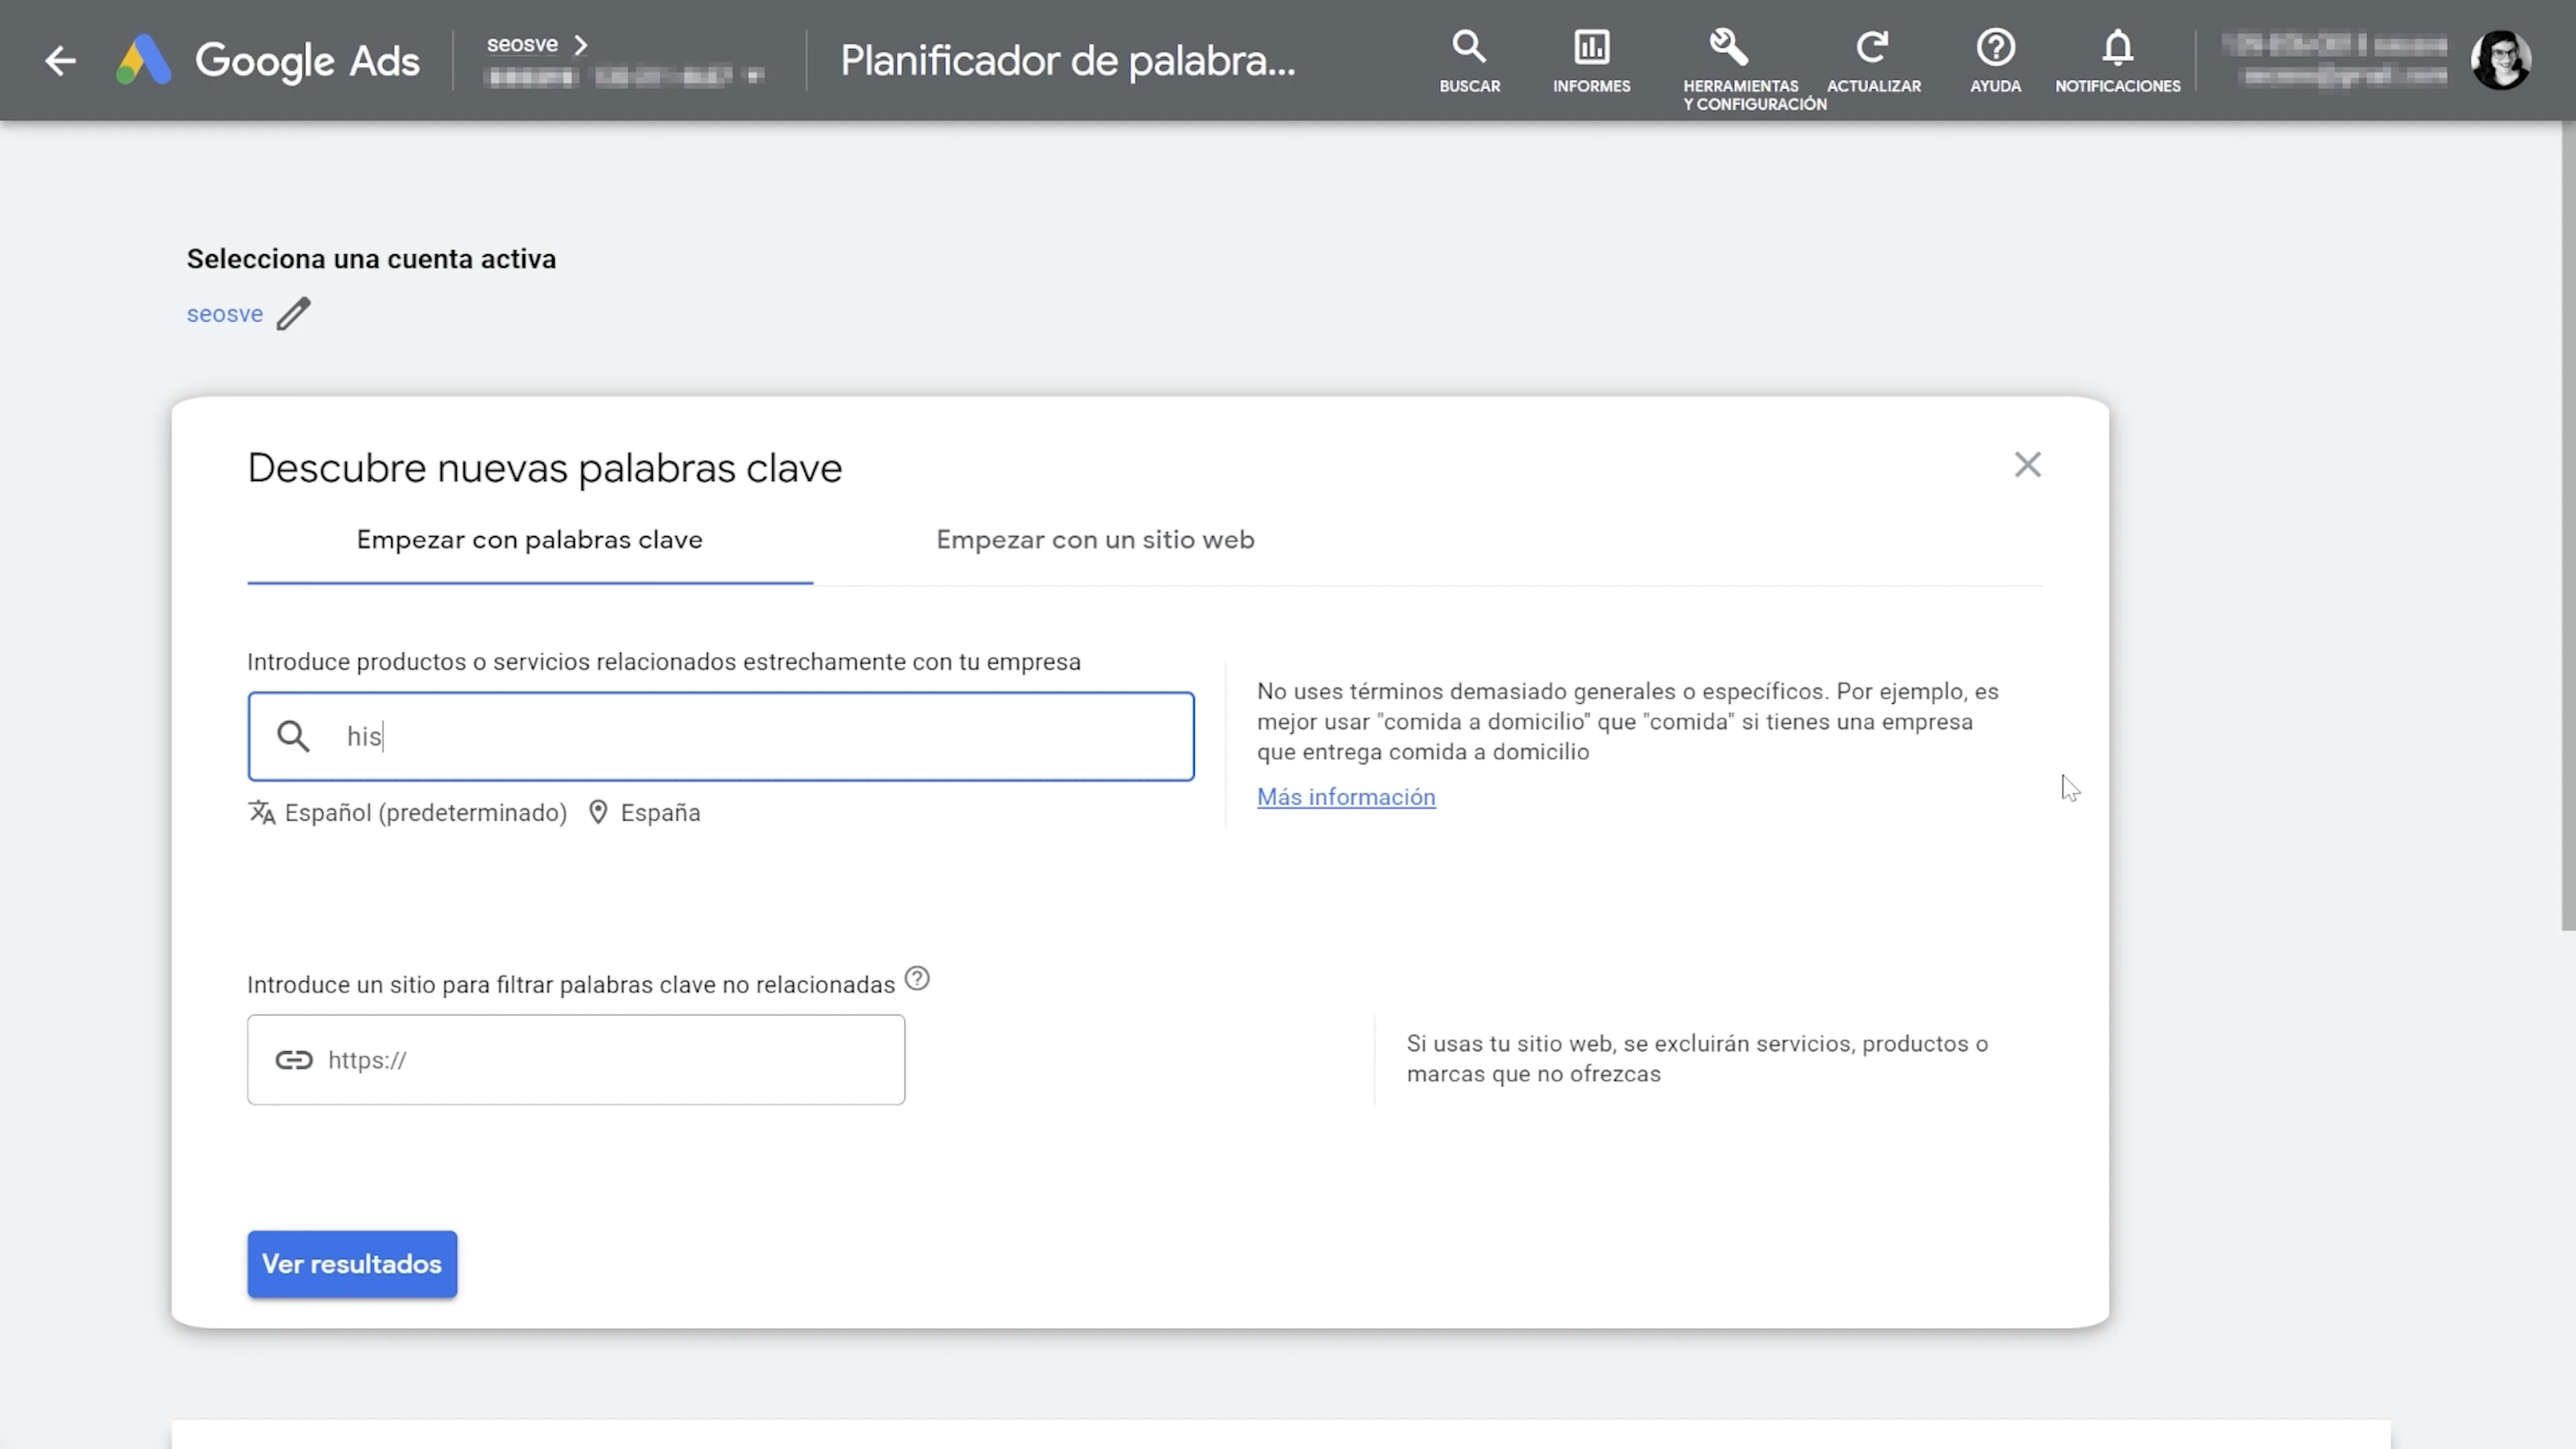 Google Ads
seosve
Planificador de palabra...
BUSCAR
INFORMES
HERRAMIENTAS
Y CONFIGURACIÓN
ACTUALIZAR
AYUDA
NOTIFICACIONES
Selecciona una cuenta activa
seosve
Descubre nuevas palabras clave
Empezar con palabras clave
Empezar con un sitio web
Introduce productos o servicios relacionados estrechamente con tu empresa
his
Español (predeterminado)
España
No uses términos demasiado generales o específicos. Por ejemplo, es
mejor usar "comida a domicilio" que "comida" si tienes una empresa
que entrega comida a domicilio
Más información
Introduce un sitio para filtrar palabras clave no relacionadas
https://
Si usas tu sitio web, se excluirán servicios, productos o
marcas que no ofrezcas
Ver resultados